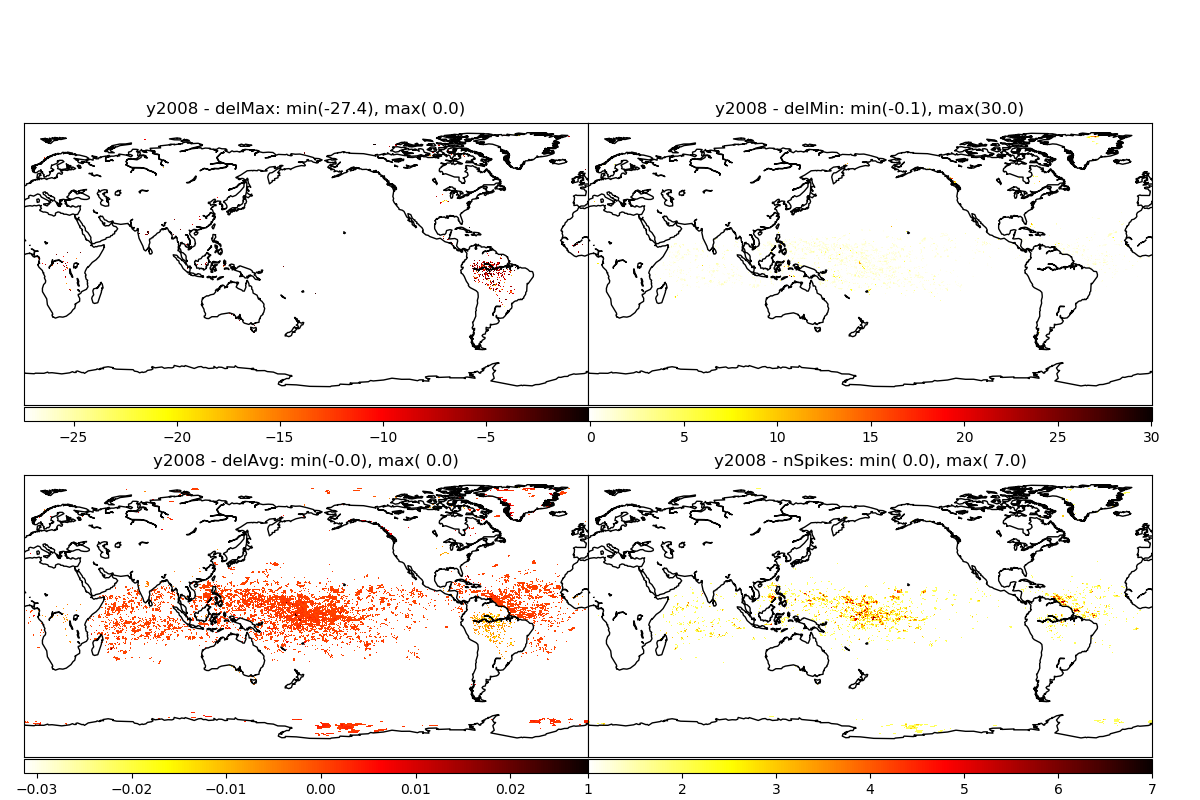 y2008 - delMax: min(-27.4), max( 0.0)
y2008 - delMin: min(-0.1), max(30.0)
−25 −20 −15 −10 −5
0 5 10 15 20 25 30
y2008 - delAvg: min(-0.0), max( 0.0)
y2008 - nSpikes: min( 0.0), max( 7.0)
−0.03 −0.02 −0.01 0.00 0.01 0.02
1 2 3 4 5 6 7